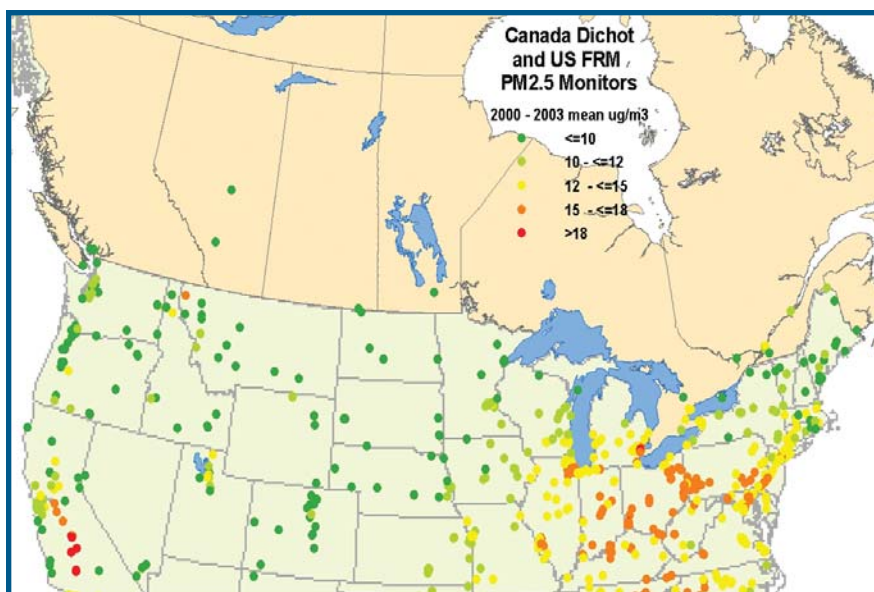 Canada Dichot
and US FRM
PM2.5 Monitors
2000 - 2003 mean ug/m3
<=10
10 - <=12
12 - <=15
15 - <=18
>18